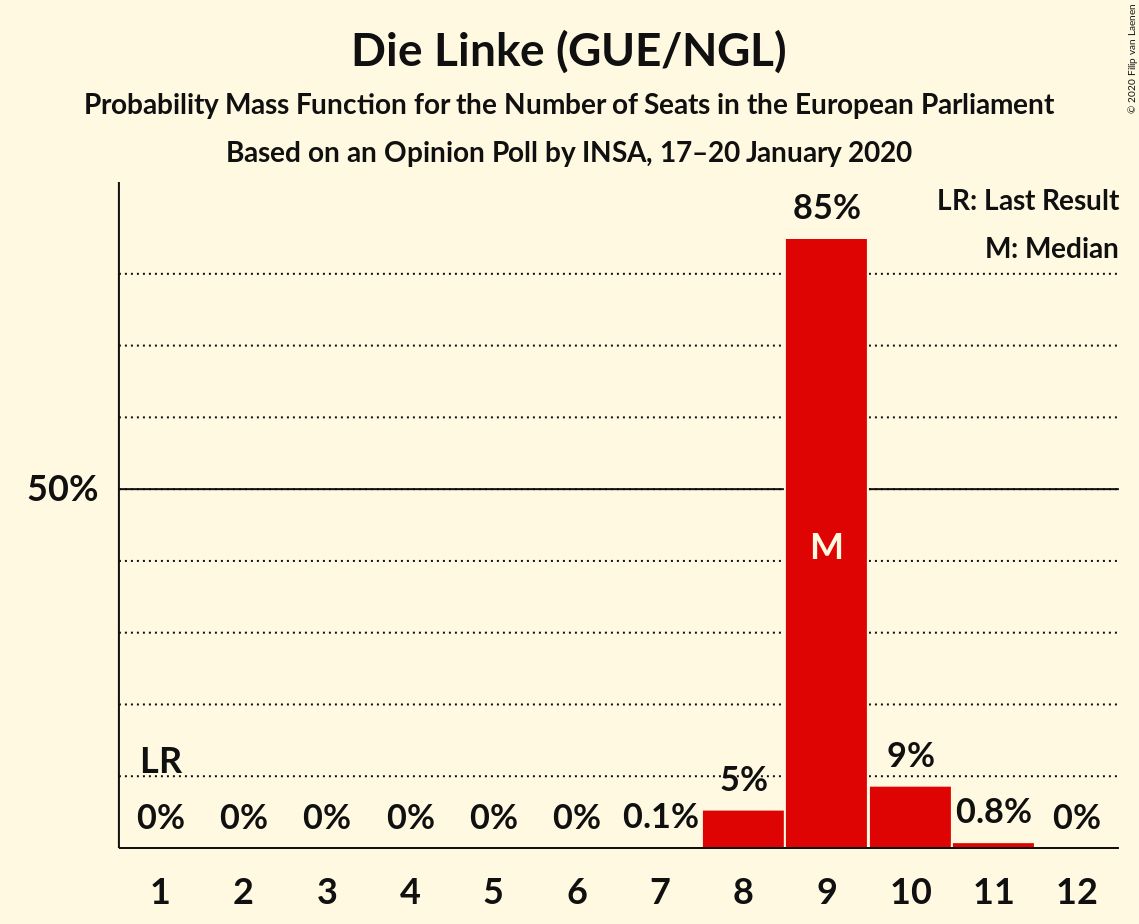 Die Linke (GUE/NGL)
Probability Mass Function for the Number of Seats in the European Parliament
Based on an Opinion Poll by INSA, 17–20 January 2020
© 2020 Filip van Laenen
LR: Last Result
M: Median
85%
50%
M
LR
0% 0% 0% 0% 0% 0% 0.1% 5% 9% 0.8% 0%
1 2 3 4 5 6 7 8 9 10 11 12